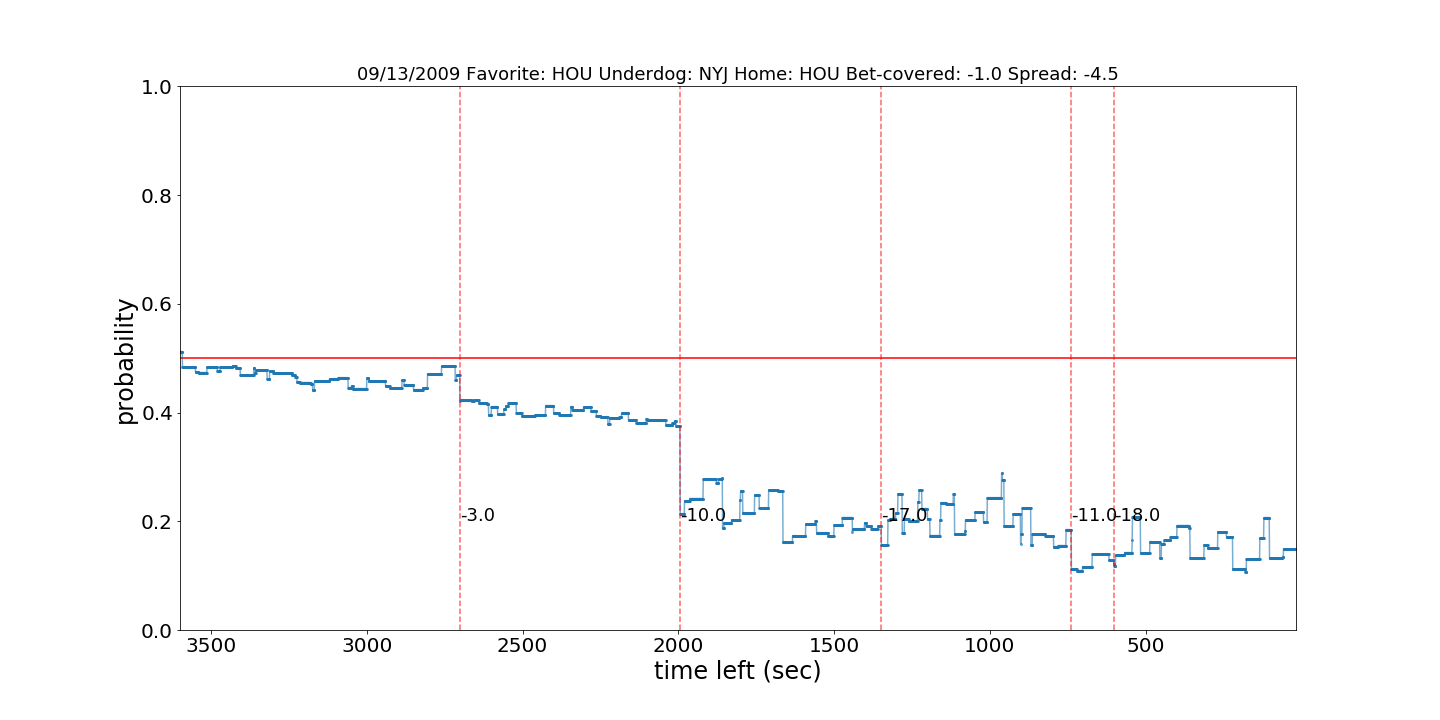 09/13/2009 Favorite: HOU Underdog: NYJ Home: HOU Bet-covered: -1.0 Spread: -4.5
probability
1.0
0.8
0.6
0.4
0.2
0.0
-3.0
-10.0
-17.0
-11.0
-18.0
3500 3000 2500 2000 1500 1000 500
time left (sec)